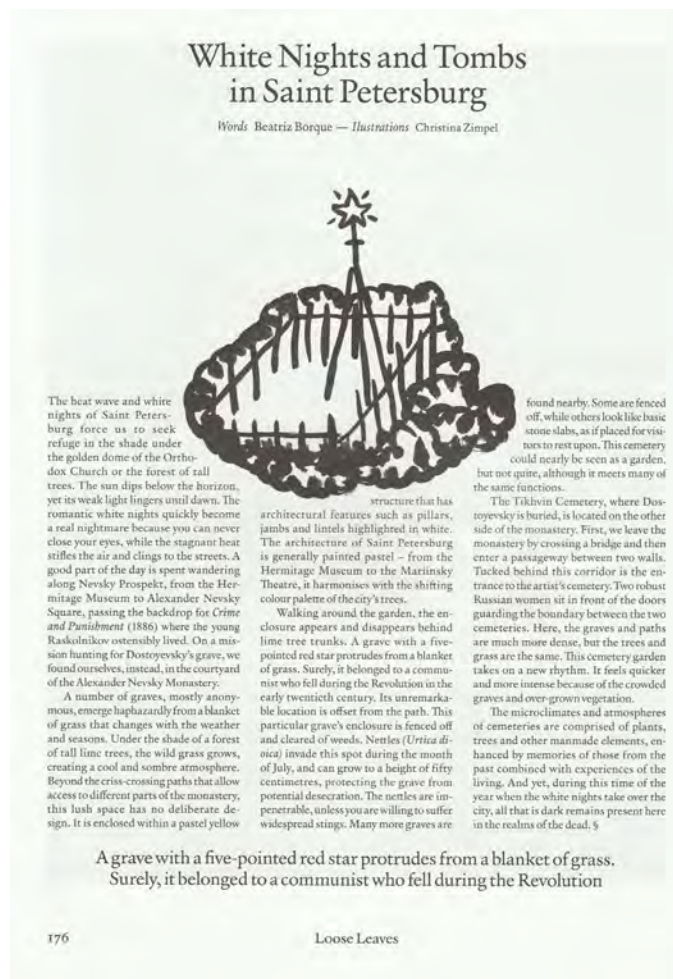 White Nights and Tombs
in Saint Petersburg
Words Beatriz Borque — Ilustrations Christina Zimpel
The heat wave and white
nights of Saint Peters-
burg force us to seek
refuge in the shade under
the golden dome of the Ortho-
dox Church or the forest of tall
trees. The sun dips below the horizon,
yet its weak light lingers until dawn. The
romantic white nights quickly become
a real nightmare because you can never
close your eyes, while the stagnant heat
stifles the air and clings to the streets. A
good part of the day is spent wandering
along Nevsky Prospekt, from the Her-
mitage Museum to Alexander Nevsky
Square, passing the backdrop for Crime
and Punishment (1886) where the young
Raskolnikov ostensibly lived. On a mis-
sion hunting for Dostoyevsky's grave, we
found ourselves, instead, in the courtyard
of the Alexander Nevsky Monastery.
A number of graves, mostly anony-
mous, emerge haphazardly from a blanket
of grass that changes with the weather
and seasons. Under the shade of a forest
of tall lime trees, the wild grass grows,
creating a cool and sombre atmosphere.
Beyond the criss-crossing paths that allow
access to different parts of the monastery,
this lush space has no deliberate de-
sign. It is enclosed within a pastel yellow
structure that has
architectural features such as pillars,
jambs and lintels highlighted in white.
The architecture of Saint Petersburg
is generally painted pastel – from the
Hermitage Museum to the Mariinsky
Theatre, it harmonises with the shifting
colour palette of the city's trees.
Walking around the garden, the en-
closure appears and disappears behind
lime tree trunks. A grave with a five-
pointed red star protrudes from a blanket
of grass. Surely, it belonged to a commu-
nist who fell during the Revolution in the
early twentieth century. Its unremarka-
ble location is offset from the path. This
particular grave's enclosure is fenced off
and cleared of weeds. Nettles (Urtica di-
oica) invade this spot during the month
of July, and can grow to a height of fifty
centimetres, protecting the grave from
potential desecration. The nettles are im-
penetrable, unless you are willing to suffer
widespread stings. Many more graves are
found nearby. Some are fenced
off, while others look like basic
stone slabs, as if placed for visi-
tors to rest upon. This cemetery
could nearly be seen as a garden,
but not quite, although it meets many of
the same functions.
The Tikhvin Cemetery, where Dos-
toyevsky is buried, is located on the other
side of the monastery. First, we leave the
monastery by crossing a bridge and then
enter a passageway between two walls.
Tucked behind this corridor is the en-
trance to the artist's cemetery. Two robust
Russian women sit in front of the doors
guarding the boundary between the two
cemeteries. Here, the graves and paths
are much more dense, but the trees and
grass are the same. This cemetery garden
takes on a new rhythm. It feels quicker
and more intense because of the crowded
graves and over-grown vegetation.
The microclimates and atmospheres
of cemeteries are comprised of plants,
trees and other manmade elements, en-
hanced by memories of those from the
past combined with experiences of the
living. And yet, during this time of the
year when the white nights take over the
city, all that is dark remains present here
in the realms of the dead. §
A grave with a five-pointed red star protrudes from a blanket of grass.
Surely, it belonged to a communist who fell during the Revolution
176
Loose Leaves